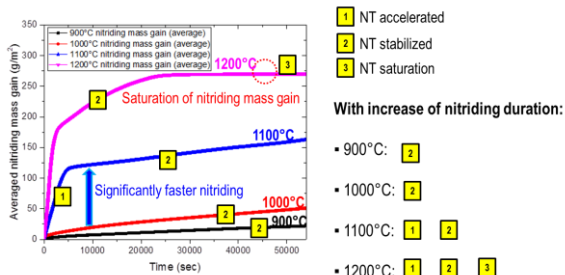 350
300
250
200
150
100
50
0
Averaged nitriding mass gain (g/m²)
900°C nitriding mass gain (average)
1000°C nitriding mass gain (average)
1100°C nitriding mass gain (average)
1200°C nitriding mass gain (average)
1200°C
3
2
Saturation of nitriding mass gain
1100°C
2
1
Significantly faster nitriding
1000°C
2
900°C
2
0 10000 20000 30000 40000 50000
Time (sec)
1 NT accelerated
2 NT stabilized
3 NT saturation
With increase of nitriding duration:
▪ 900°C: 2
▪ 1000°C: 2
▪ 1100°C: 1 2
▪ 1200°C: 1 2 3